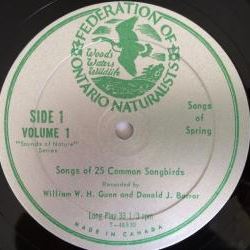 FEDERATION OF
ONTARIO NATURALISTS
Woods
Waters
Wildlife
SIDE 1
VOLUME 1
"Sounds of Nature"
Series
Songs
of
Spring
Songs of 25 Common Songbirds
Recorded by
William W. H. Gunn and Donald J. Borror
Long Play 33 1/3 rpm
MADE IN CANADA